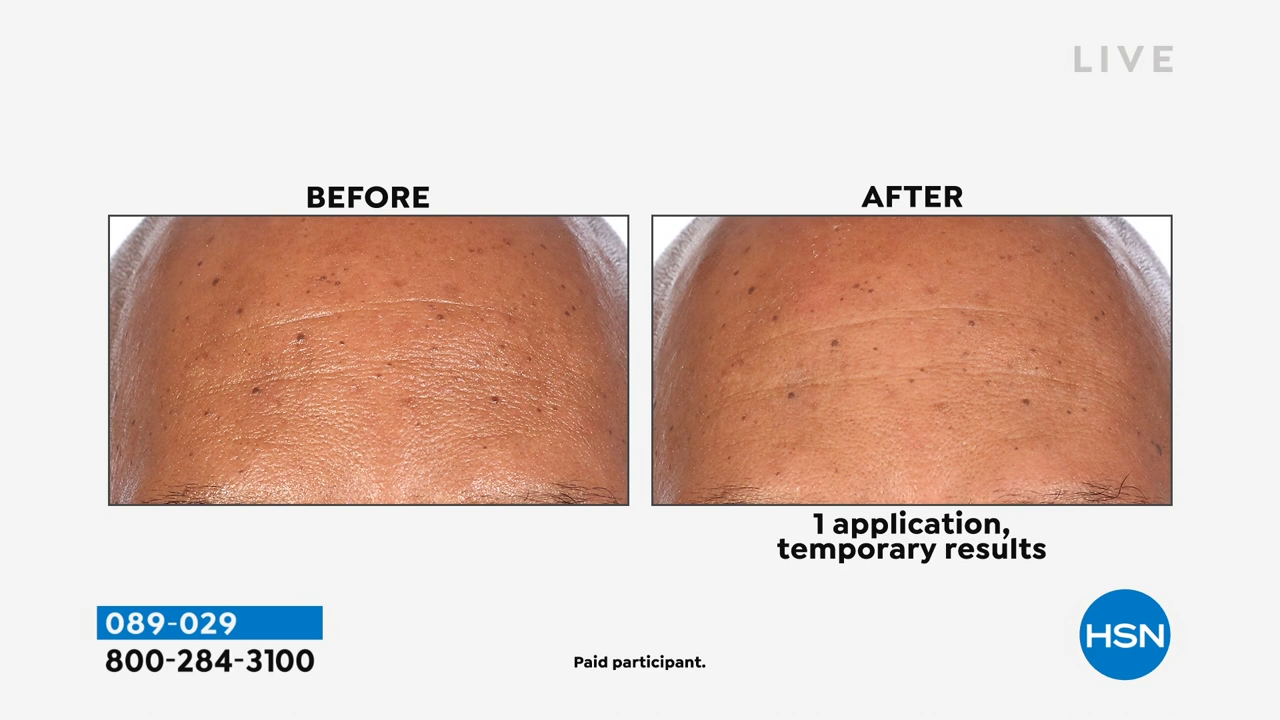 LIVE
BEFORE
AFTER
1 application,
temporary results
089-029
800-284-3100
Paid participant.
HSN